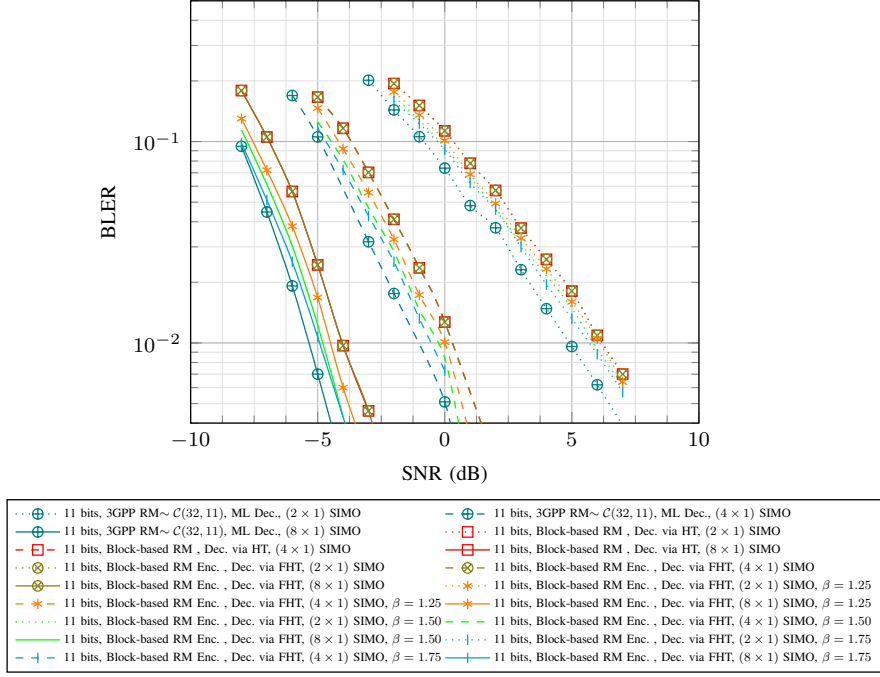 10^{-1}
10^{-2}
BLER
−10 −5 0 5 10
SNR (dB)
11 bits, 3GPP RM∼ 𝒞(32, 11), ML Dec., (2 × 1) SIMO
11 bits, 3GPP RM∼ 𝒞(32, 11), ML Dec., (4 × 1) SIMO
11 bits, 3GPP RM∼ 𝒞(32, 11), ML Dec., (8 × 1) SIMO
11 bits, Block-based RM , Dec. via HT, (2 × 1) SIMO
11 bits, Block-based RM , Dec. via HT, (4 × 1) SIMO
11 bits, Block-based RM , Dec. via HT, (8 × 1) SIMO
11 bits, Block-based RM Enc. , Dec. via FHT, (2 × 1) SIMO
11 bits, Block-based RM Enc. , Dec. via FHT, (4 × 1) SIMO
11 bits, Block-based RM Enc. , Dec. via FHT, (8 × 1) SIMO
11 bits, Block-based RM Enc. , Dec. via FHT, (2 × 1) SIMO, β = 1.25
11 bits, Block-based RM Enc. , Dec. via FHT, (4 × 1) SIMO, β = 1.25
11 bits, Block-based RM Enc. , Dec. via FHT, (8 × 1) SIMO, β = 1.25
11 bits, Block-based RM Enc. , Dec. via FHT, (2 × 1) SIMO, β = 1.50
11 bits, Block-based RM Enc. , Dec. via FHT, (4 × 1) SIMO, β = 1.50
11 bits, Block-based RM Enc. , Dec. via FHT, (8 × 1) SIMO, β = 1.50
11 bits, Block-based RM Enc. , Dec. via FHT, (2 × 1) SIMO, β = 1.75
11 bits, Block-based RM Enc. , Dec. via FHT, (4 × 1) SIMO, β = 1.75
11 bits, Block-based RM Enc. , Dec. via FHT, (8 × 1) SIMO, β = 1.75